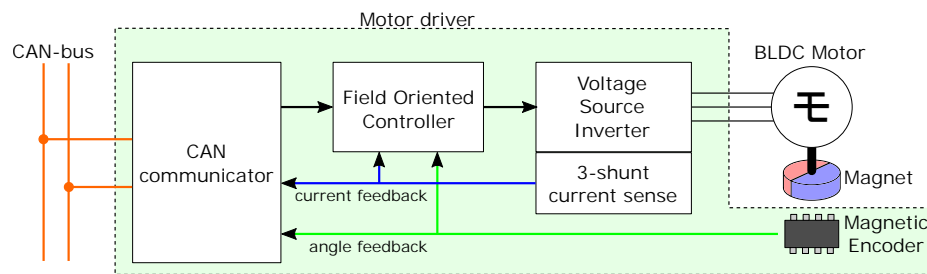 Motor driver
CAN-bus
BLDC Motor
CAN
communicator
Field Oriented
Controller
Voltage
Source
Inverter
モ
3-shunt
current sense
current feedback
angle feedback
Magnet
Magnetic
Encoder